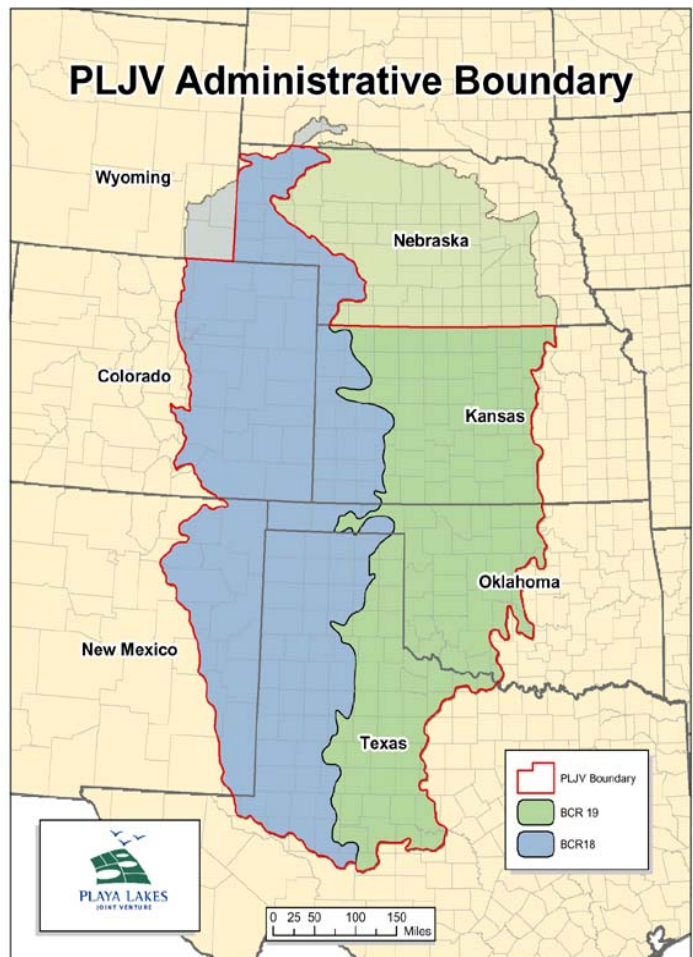 PLJV Administrative Boundary
Wyoming
Nebraska
Colorado
Kansas
Oklahoma
New Mexico
Texas
PLJV Boundary
BCR 19
BCR18
PLAYA LAKES
JOINT VENTURE
0 25 50 100 150
Miles